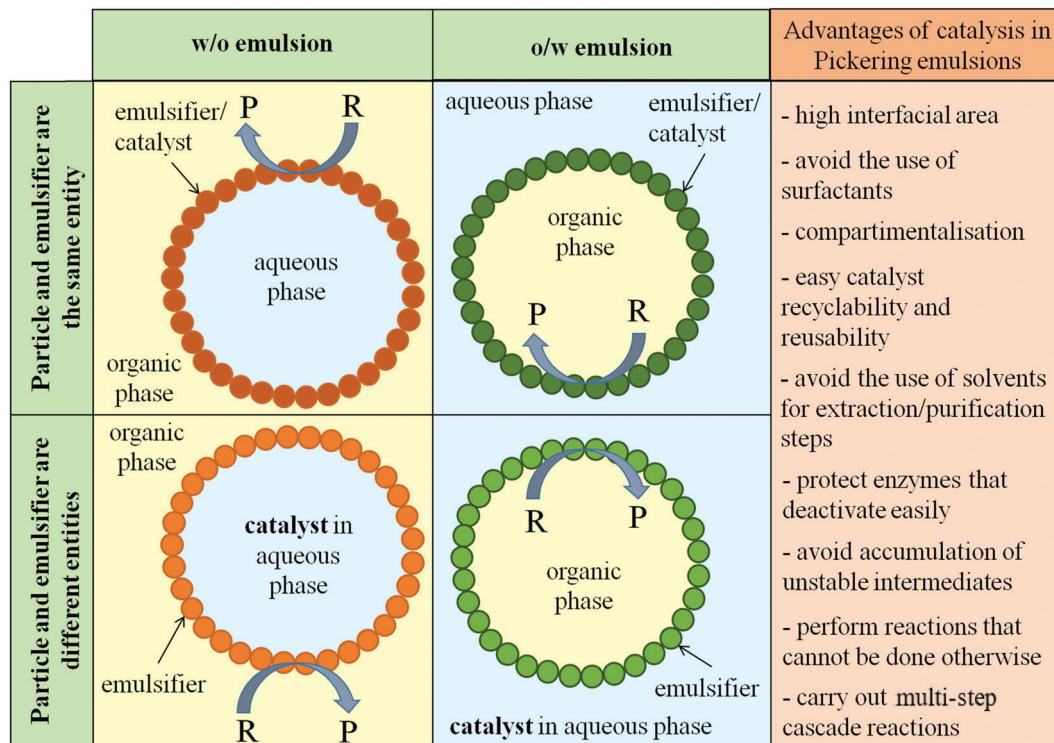 w/o emulsion
o/w emulsion
Advantages of catalysis in
Pickering emulsions
Particle and emulsifier are
the same entity
emulsifier/
catalyst
P
R
aqueous
phase
organic
phase
aqueous phase
emulsifier/
catalyst
organic
phase
P
R
Particle and emulsifier are
different entities
organic
phase
catalyst in
aqueous
phase
emulsifier
R
P
R
P
organic
phase
emulsifier
catalyst in aqueous phase
- high interfacial area
- avoid the use of
surfactants
- compartimentalisation
- easy catalyst
recyclability and
reusability
- avoid the use of solvents
for extraction/purification
steps
- protect enzymes that
deactivate easily
- avoid accumulation of
unstable intermediates
- perform reactions that
cannot be done otherwise
- carry out multi-step
cascade reactions